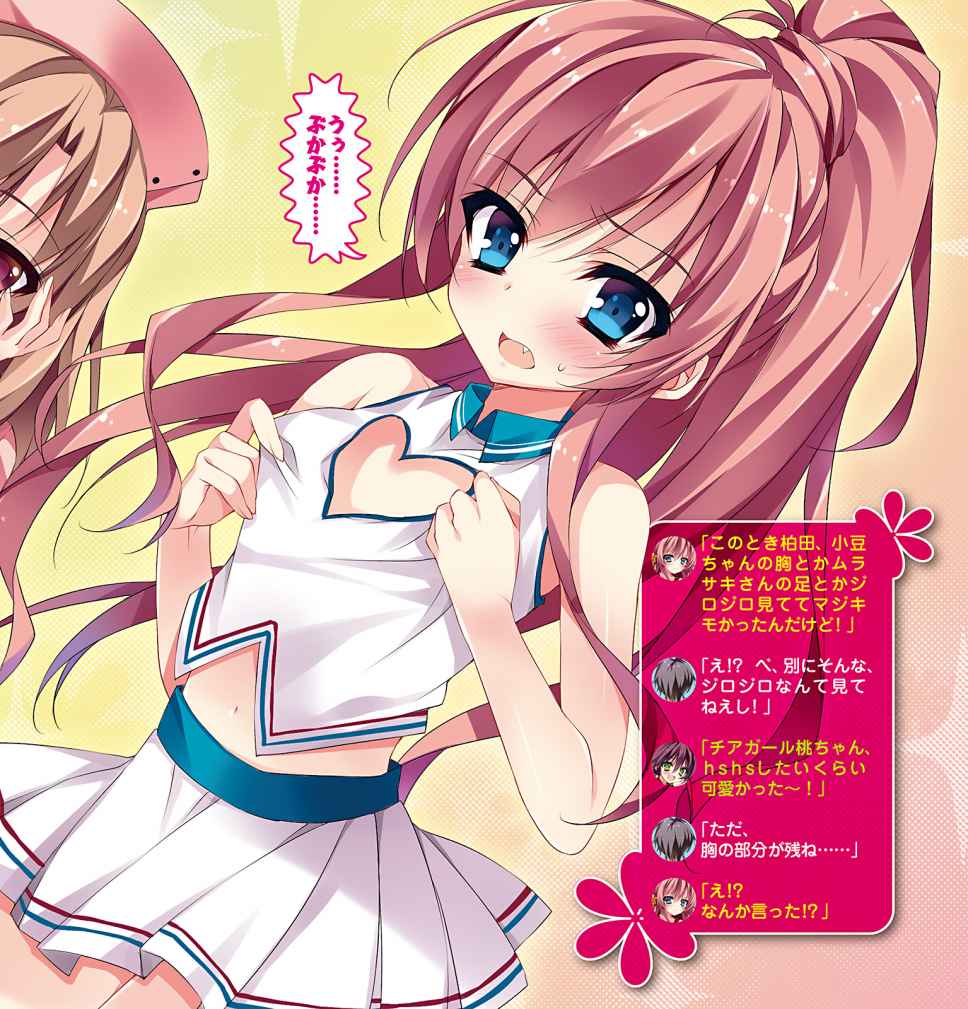 うぅ……
ぶかぶか……
「このとき柏田、小豆
ちゃんの胸とかムラ
サキさんの足とかジ
ロジロ見ててマジキ
モかったんだけど!」
「え!? べ、別にそんな、
ジロジロなんて見て
ねえし!」
「チアガール桃ちゃん、
hshsしたいくらい
可愛かった〜!」
「ただ、
胸の部分が残ね……」
「え!?
なんか言った!?」